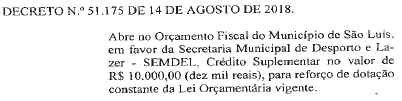 DECRETO N.º 51.175 DE 14 DE AGOSTO DE 2018.
Abre no Orçamento Fiscal do Município de São Luís,
em favor da Secretaria Municipal de Desporto e La-
zer - SEMDEL, Crédito Suplementar no valor de
R$ 10.000,00 (dez mil reais), para reforço de dotação
constante da Lei Orçamentária vigente.